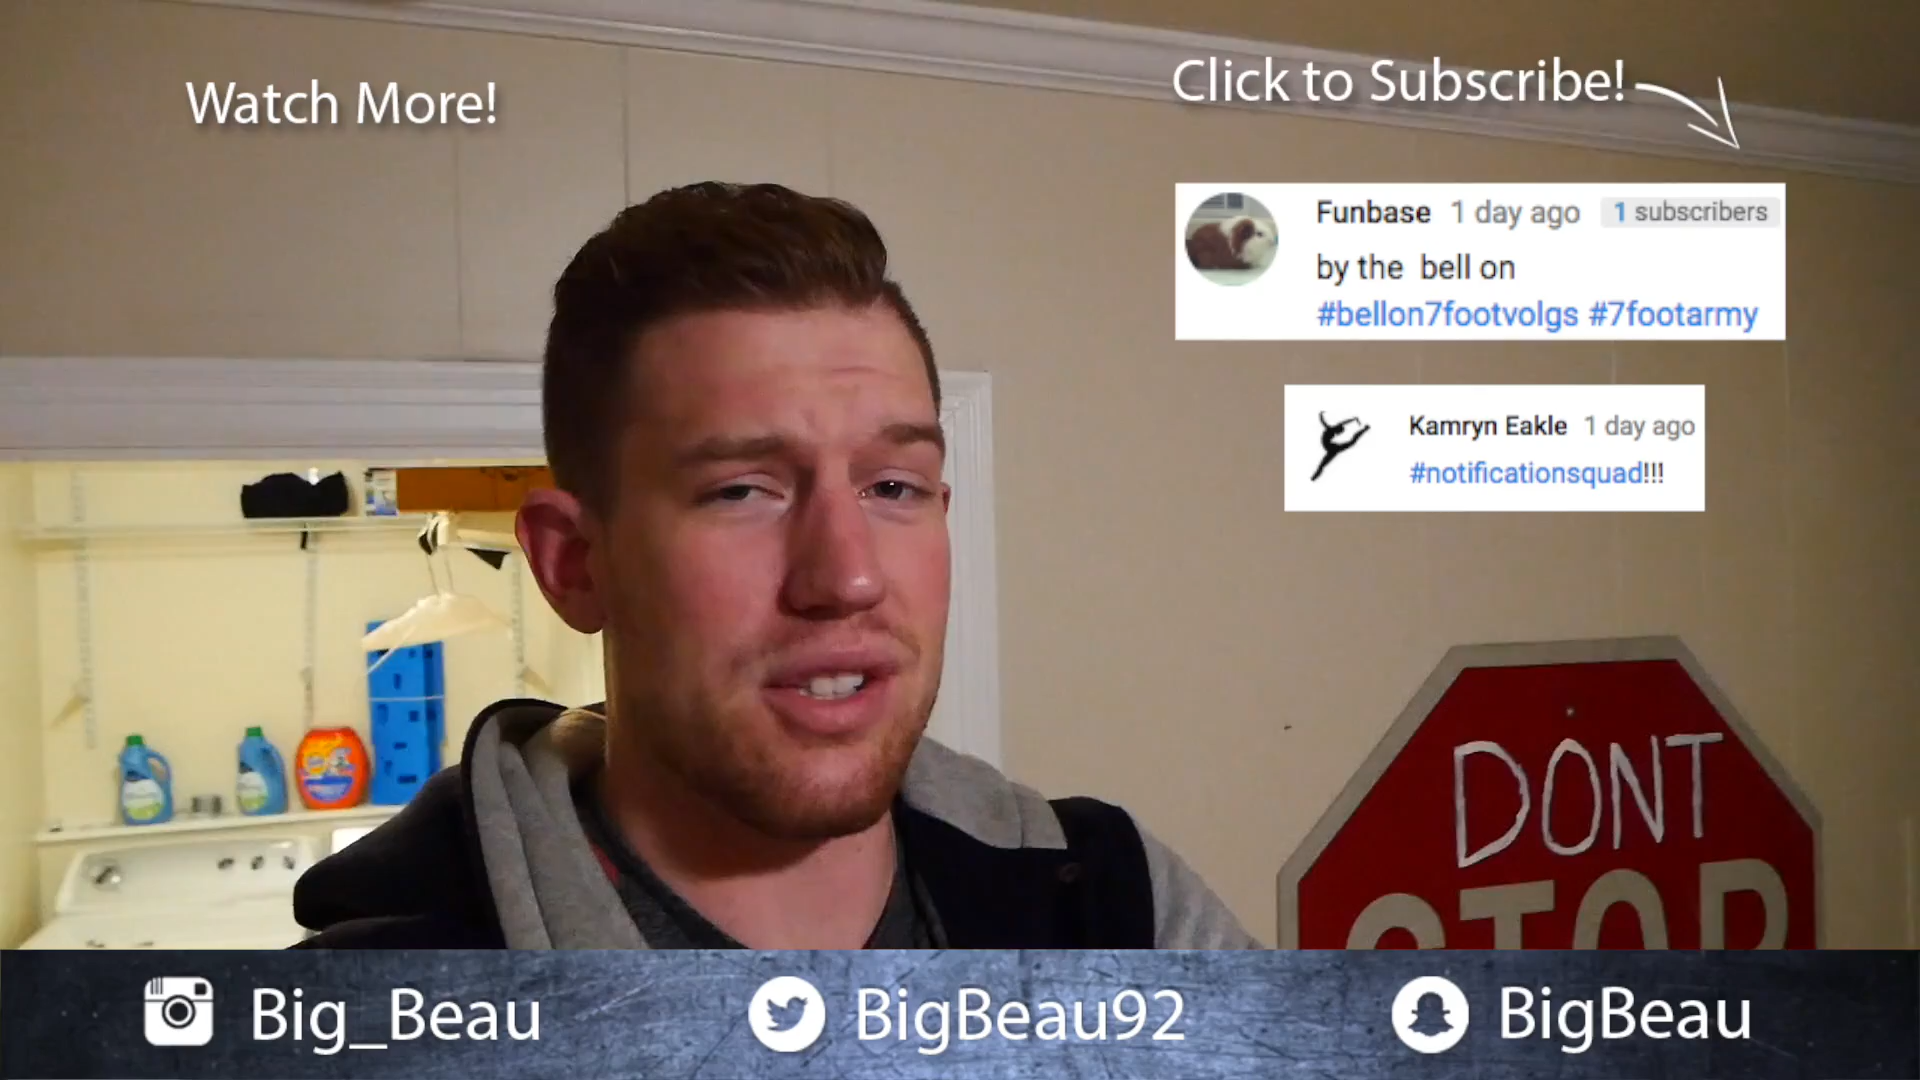 Watch More!
Click to Subscribe!
Funbase 1 day ago 1 subscribers
by the bell on
#bellon7footvolgs #7footarmy
Kamryn Eakle 1 day ago
#notificationsquad!!!
DONT
STOP
Big_Beau
BigBeau92
BigBeau